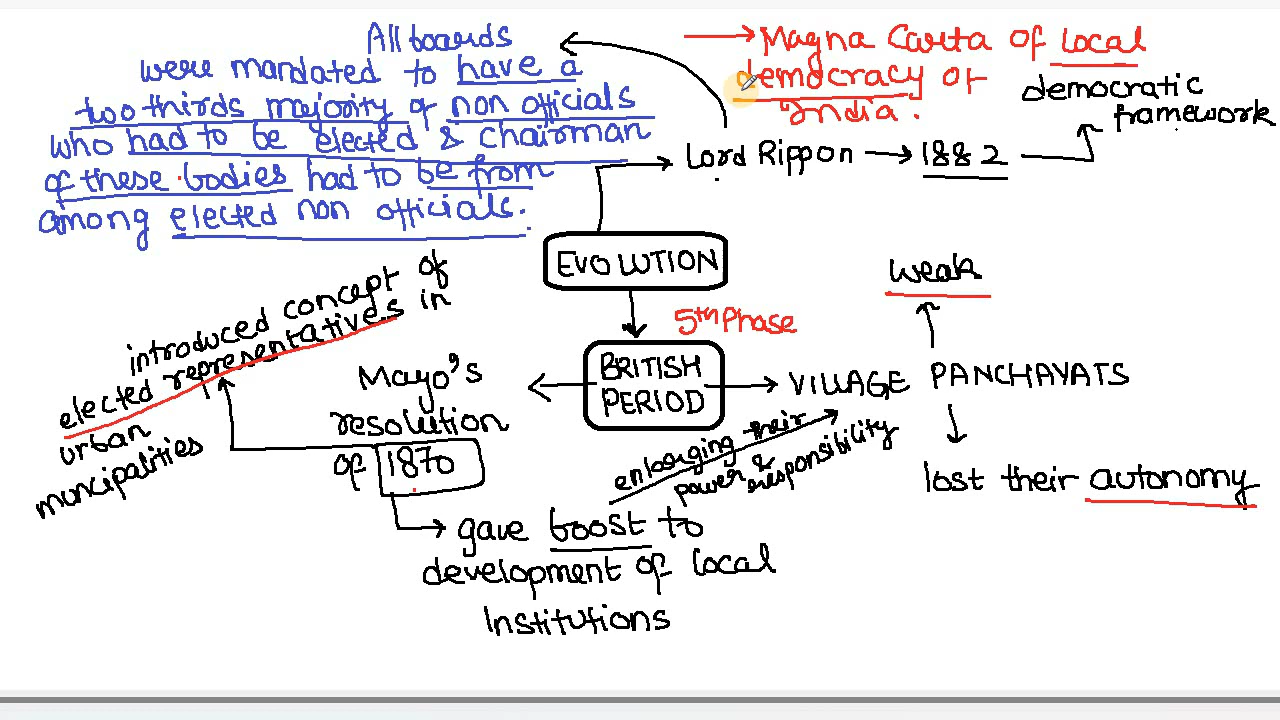 All boards
were mandated to have a
two thirds majority of non officials
who had to be elected & chairman
of these bodies had to be from
among elected non officials.
Magna Carta of local
democracy of
India.
democratic
framework
Lord Rippon → 1882
EVOLUTION
5th Phase
BRITISH
PERIOD
introduced concept of
elected representatives in
urban
muncipalities
Mayo's
resolution
of 1870
gave boost to
development of local
Institutions
enlarging their
power &
responsibility
weak
VILLAGE PANCHAYATS
lost their autonomy